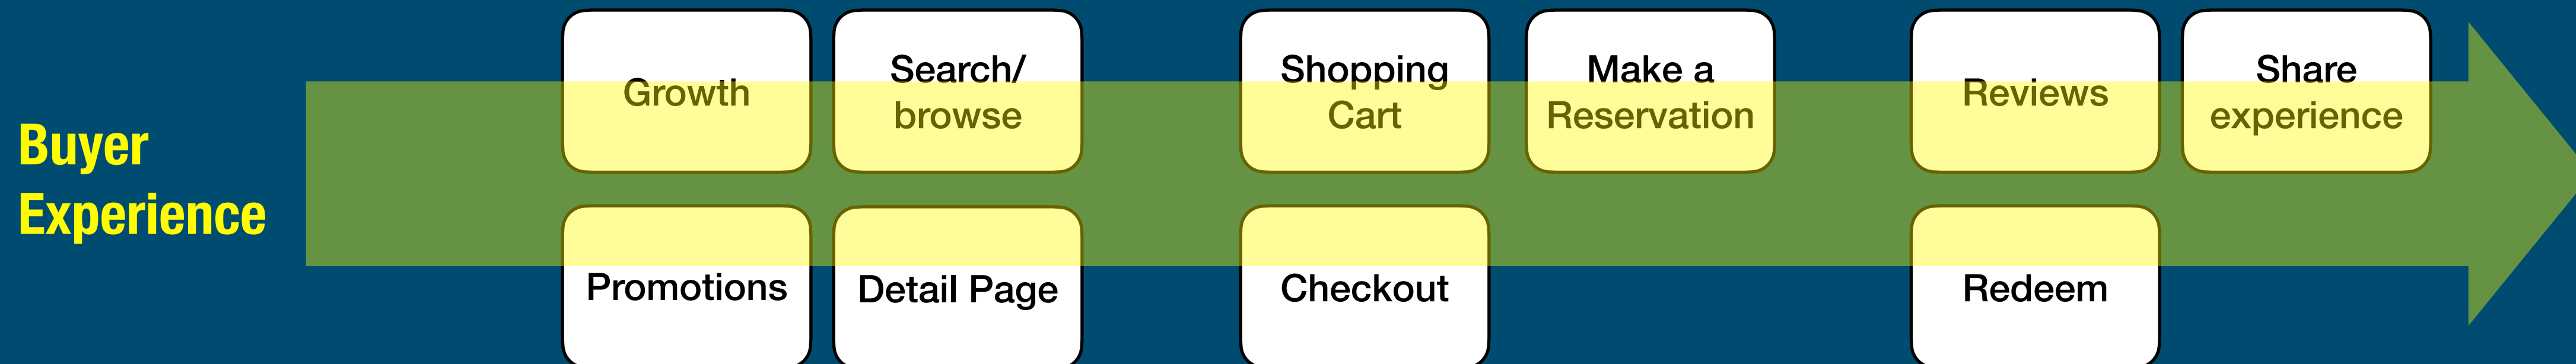 Buyer
Experience
Growth
Search/
browse
Shopping
Cart
Make a
Reservation
Reviews
Share
experience
Promotions
Detail Page
Checkout
Redeem